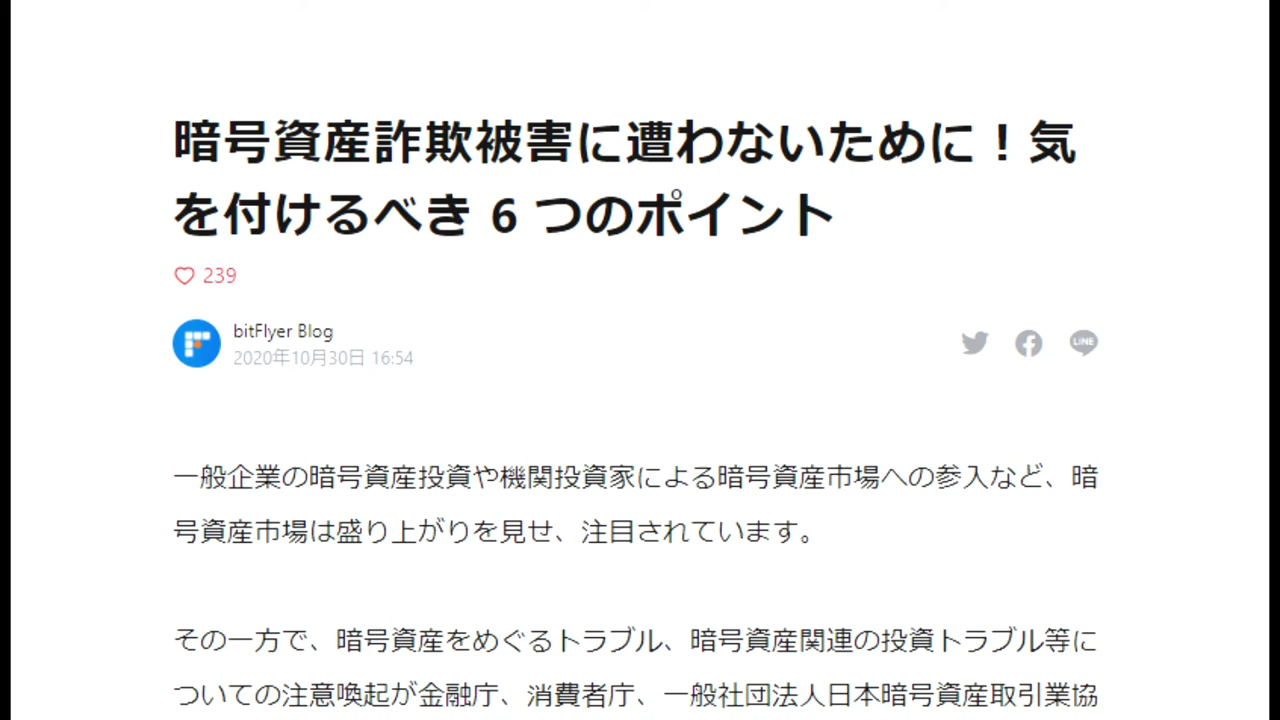 暗号資産詐欺被害に遭わないために！気
を付けるべき 6 つのポイント
239
bitFlyer Blog
2020年10月30日 16:54
LINE
一般企業の暗号資産投資や機関投資家による暗号資産市場への参入など、暗
号資産市場は盛り上がりを見せ、注目されています。
その一方で、暗号資産をめぐるトラブル、暗号資産関連の投資トラブル等に
ついての注意喚起が金融庁、消費者庁、一般社団法人日本暗号資産取引業協